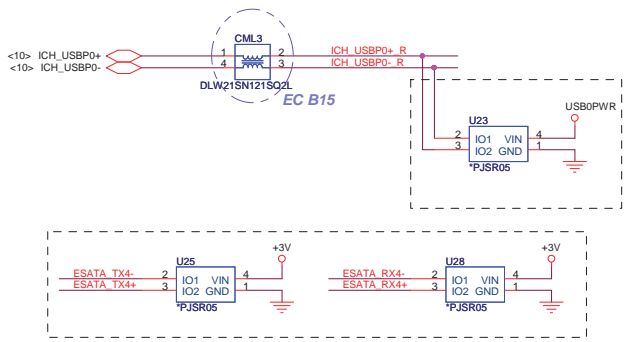 CML3
<10> ICH_USBP0+ 1 2 ICH_USBP0+_R
<10> ICH_USBP0- 4 3 ICH_USBP0-_R
DLW21SN121SQ2L
EC B15
USB0PWR
U23
2 IO1 VIN 4
3 IO2 GND 1
*PJSR05
+3V
U25
ESATA_TX4- 2 IO1 VIN 4
ESATA_TX4+ 3 IO2 GND 1
*PJSR05
+3V
U28
ESATA_RX4- 2 IO1 VIN 4
ESATA_RX4+ 3 IO2 GND 1
*PJSR05